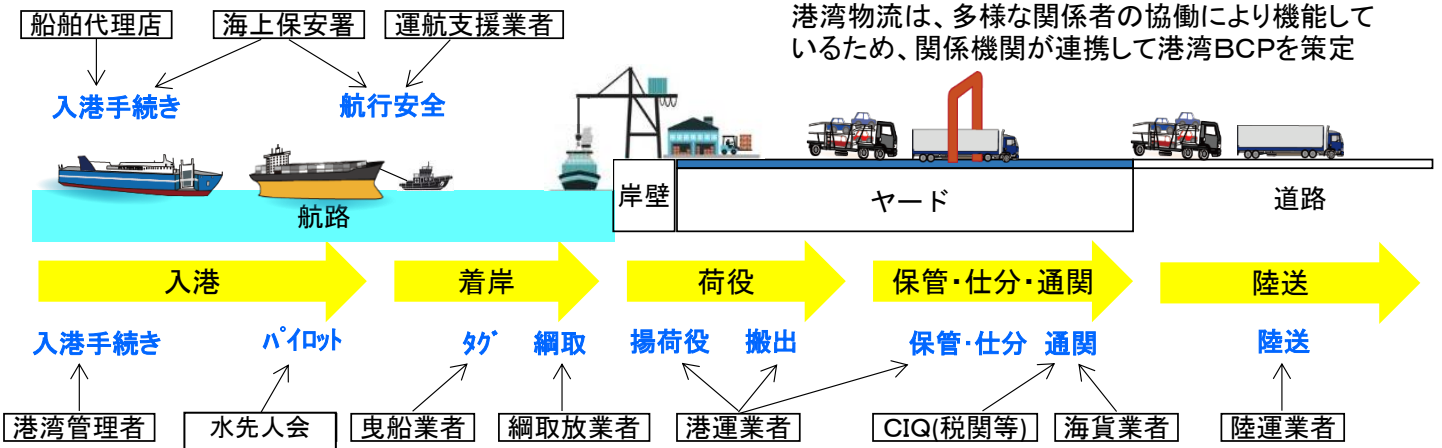 船舶代理店
海上保安署
運航支援業者
港湾物流は、多様な関係者の協働により機能して
いるため、関係機関が連携して港湾BCPを策定
入港手続き
航行安全
航路
岸壁
ヤード
道路
入港
着岸
荷役
保管・仕分・通関
陸送
入港手続き
ﾊﾟｲﾛｯﾄ
ﾀｸﾞ
綱取
揚荷役
搬出
保管・仕分
通関
陸送
港湾管理者
水先人会
曳船業者
綱取放業者
港運業者
CIQ(税関等)
海貨業者
陸運業者